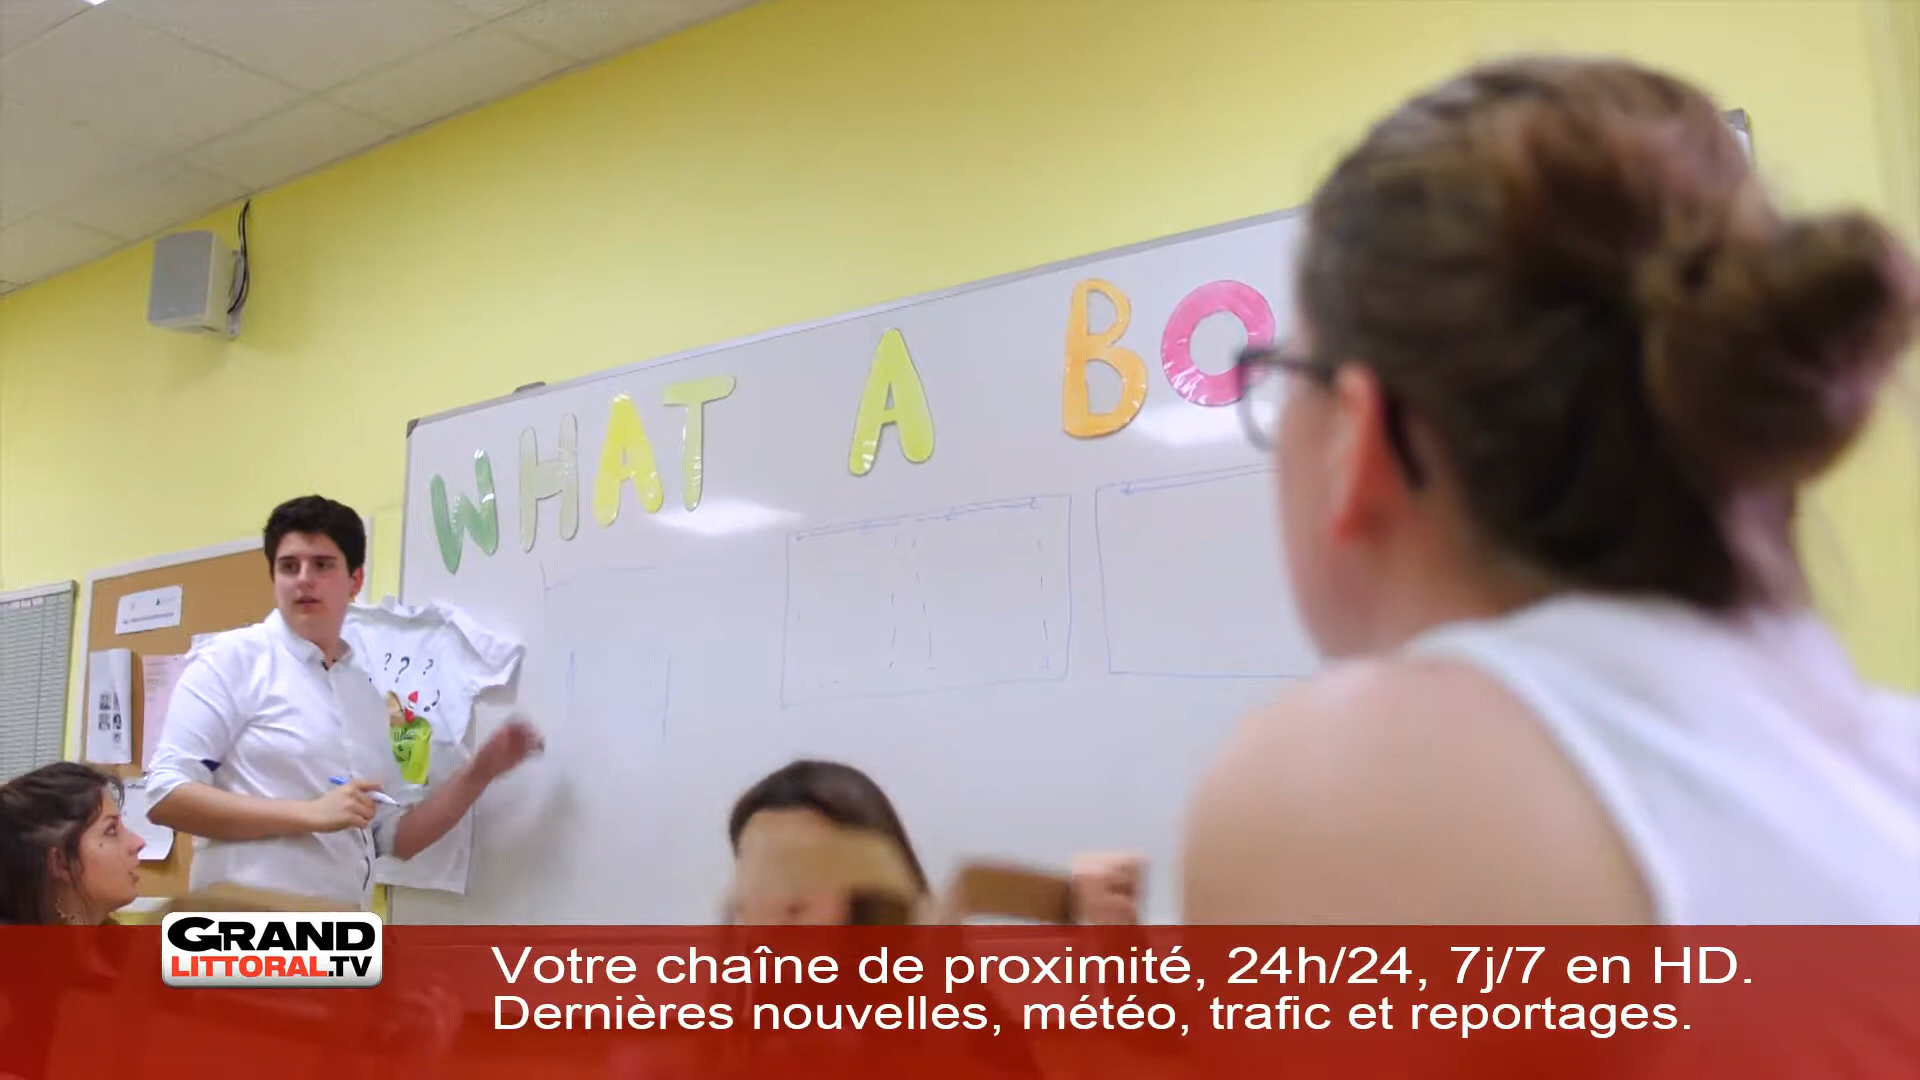 WHAT A BO
? ? ?
GRAND
LITTORAL.TV
Votre chaîne de proximité, 24h/24, 7j/7 en HD.
Dernières nouvelles, météo, trafic et reportages.